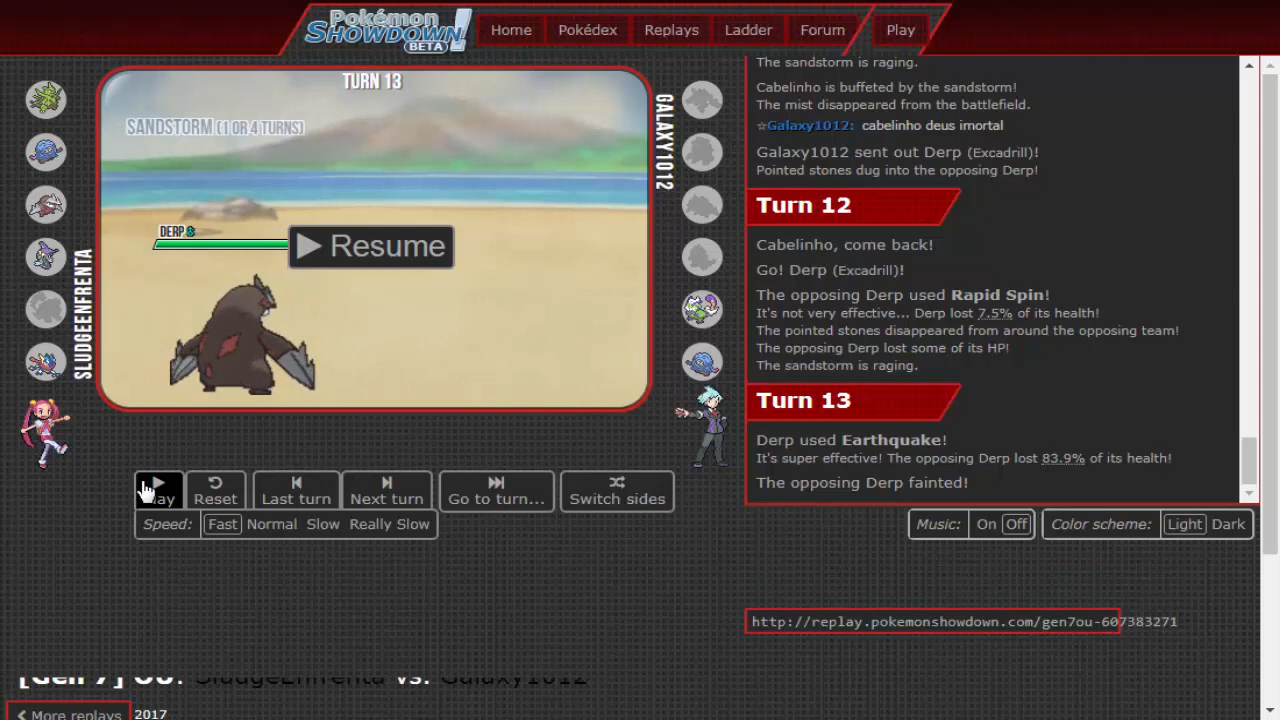 Pokémon
SHOWDOWN!
BETA
Home
Pokédex
Replays
Ladder
Forum
Play
TURN 13
SANDSTORM (1 OR 4 TURNS)
DERP
Resume
SLUDGEENFRENTA
GALAXY1012
The sandstorm is raging.
Cabelinho is buffeted by the sandstorm!
The mist disappeared from the battlefield.
☆Galaxy1012: cabelinho deus imortal
Galaxy1012 sent out Derp (Excadrill)!
Pointed stones dug into the opposing Derp!
Turn 12
Cabelinho, come back!
Go! Derp (Excadrill)!
The opposing Derp used Rapid Spin!
It's not very effective... Derp lost 7.5% of its health!
The pointed stones disappeared from around the opposing team!
The opposing Derp lost some of its HP!
The sandstorm is raging.
Turn 13
Derp used Earthquake!
It's super effective! The opposing Derp lost 83.9% of its health!
The opposing Derp fainted!
Play
Reset
Last turn
Next turn
Go to turn...
Switch sides
Speed: Fast Normal Slow Really Slow
Music: On Off
Color scheme: Light Dark
http://replay.pokemonshowdown.com/gen7ou-607383271
[Gen 7] OU: SludgeEnfrenta vs. Galaxy1012
More replays
2017